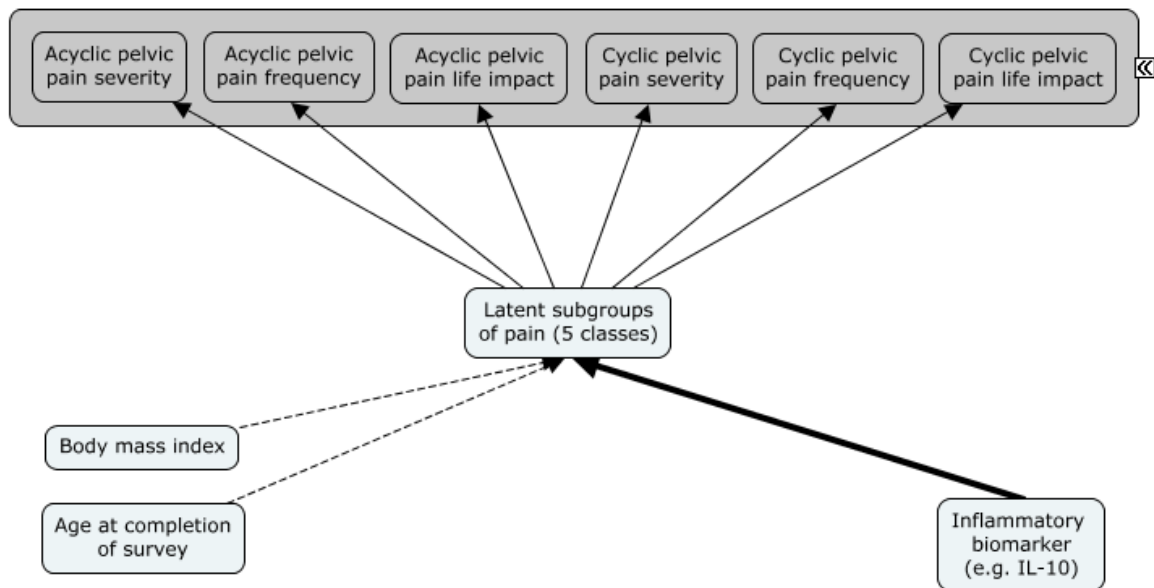 Acyclic pelvic
pain severity
Acyclic pelvic
pain frequency
Acyclic pelvic
pain life impact
Cyclic pelvic
pain severity
Cyclic pelvic
pain frequency
Cyclic pelvic
pain life impact
Latent subgroups
of pain (5 classes)
Body mass index
Age at completion
of survey
Inflammatory
biomarker
(e.g. IL-10)